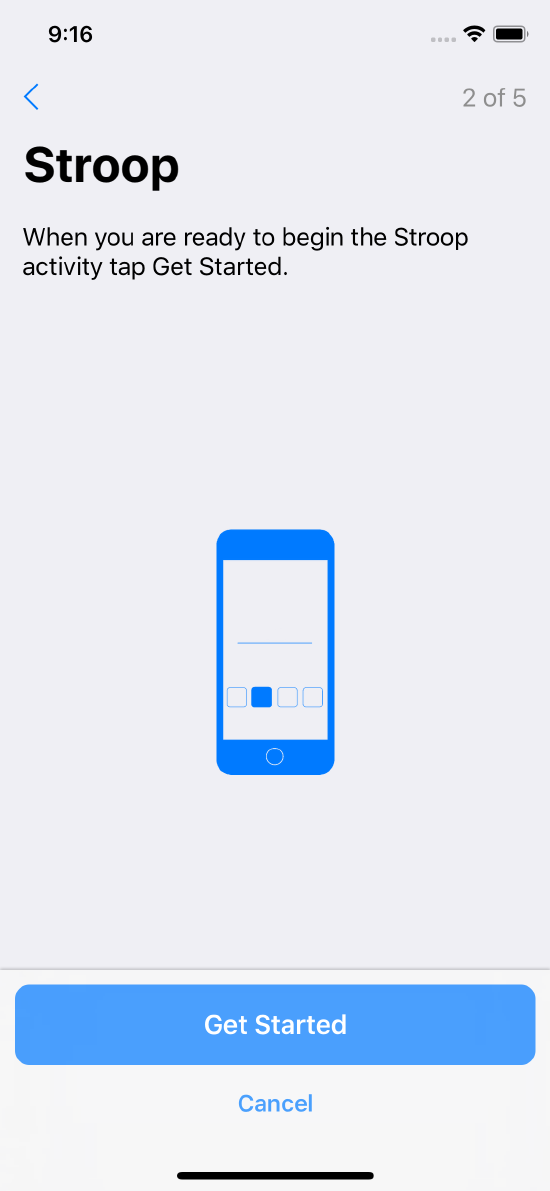 9:16
2 of 5
Stroop
When you are ready to begin the Stroop
activity tap Get Started.
Get Started
Cancel